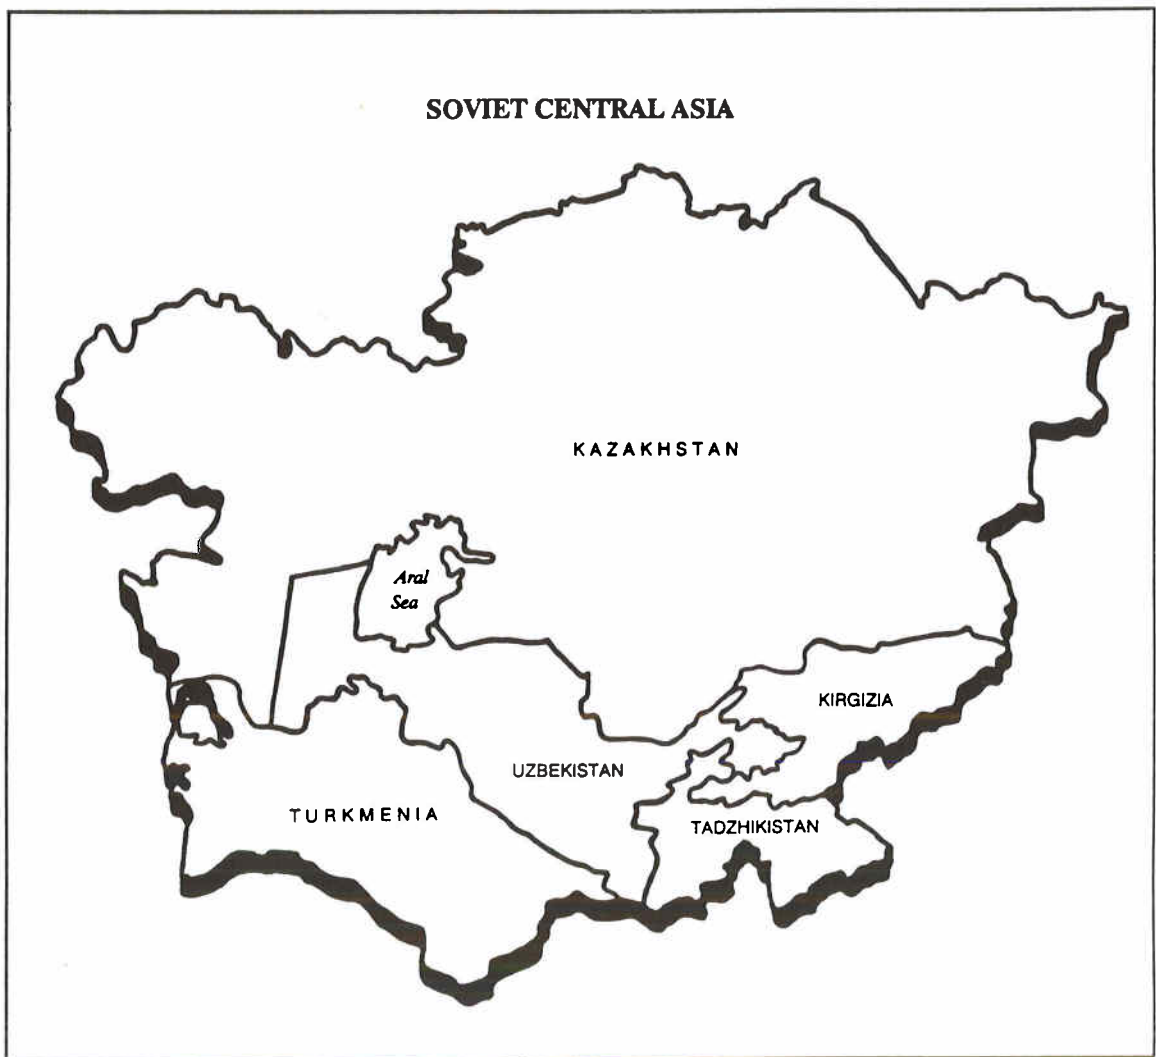 SOVIET CENTRAL ASIA
KAZAKHSTAN
Aral
Sea
KIRGIZIA
UZBEKISTAN
TURKMENIA
TADZHIKISTAN